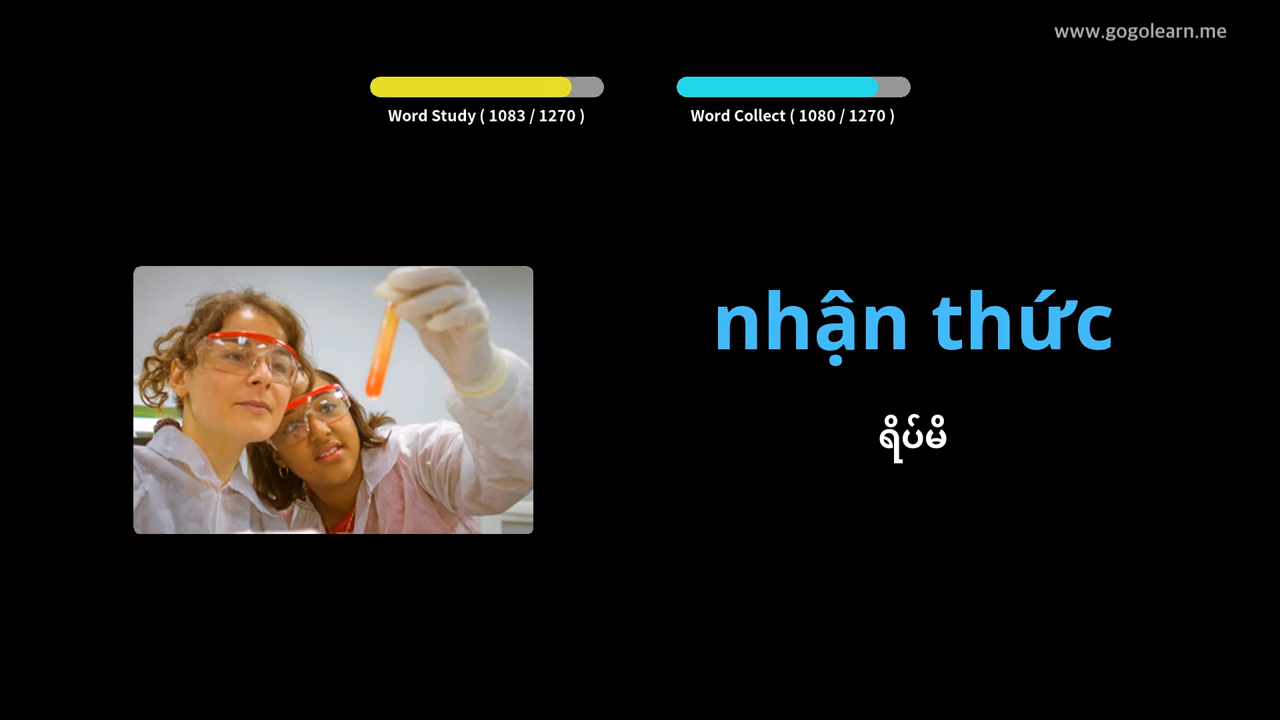 www.gogolearn.me
Word Study ( 1083 / 1270 )
Word Collect ( 1080 / 1270 )
nhận thức
ရိပ်မိ